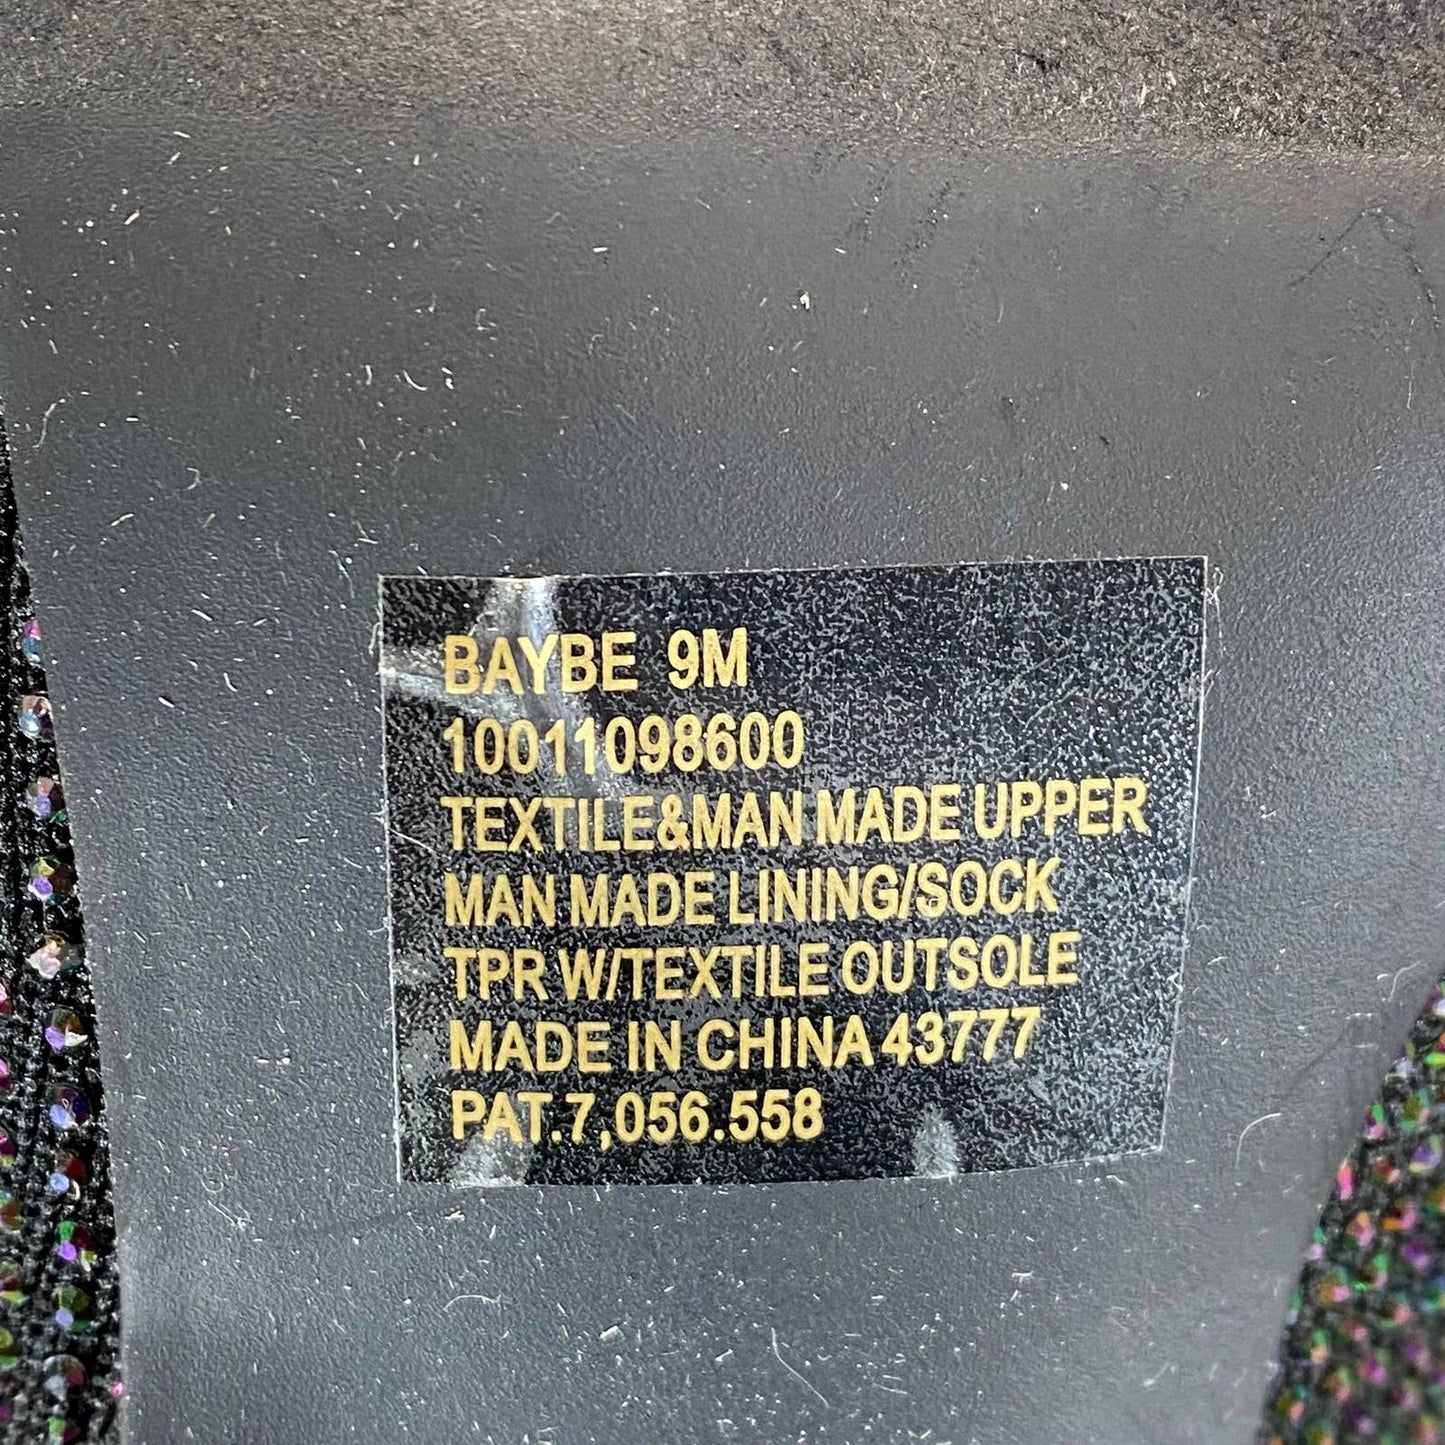 BAYBE 9M
10011098600
TEXTILE&MAN MADE UPPER
MAN MADE LINING/SOCK
TPR W/TEXTILE OUTSOLE
MADE IN CHINA 43777
PAT.7,056.558